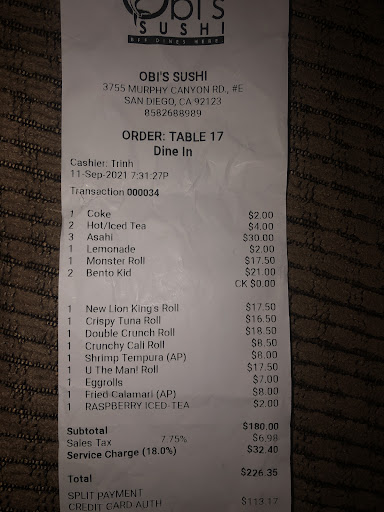 Obi's
SUSHI
OBI'S SUSHI
3755 MURPHY CANYON RD., #E
SAN DIEGO, CA 92123
8582688989
ORDER: TABLE 17
Dine In
Cashier: Trinh
11-Sep-2021 7:31:27P
Transaction 000034
1 Coke $2.00
2 Hot/Iced Tea $4.00
3 Asahi $30.00
1 Lemonade $2.00
1 Monster Roll $17.50
2 Bento Kid $21.00
CK $0.00
1 New Lion King's Roll $17.50
1 Crispy Tuna Roll $16.50
1 Double Crunch Roll $18.50
1 Crunchy Cali Roll $8.50
1 Shrimp Tempura (AP) $8.00
1 U The Man! Roll $17.50
1 Eggrolls $7.00
1 Fried Calamari (AP) $8.00
1 RASPBERRY ICED-TEA $2.00
Subtotal $180.00
Sales Tax 7.75% $6.98
Service Charge (18.0%) $32.40
Total $226.35
SPLIT PAYMENT
CREDIT CARD AUTH $113.17